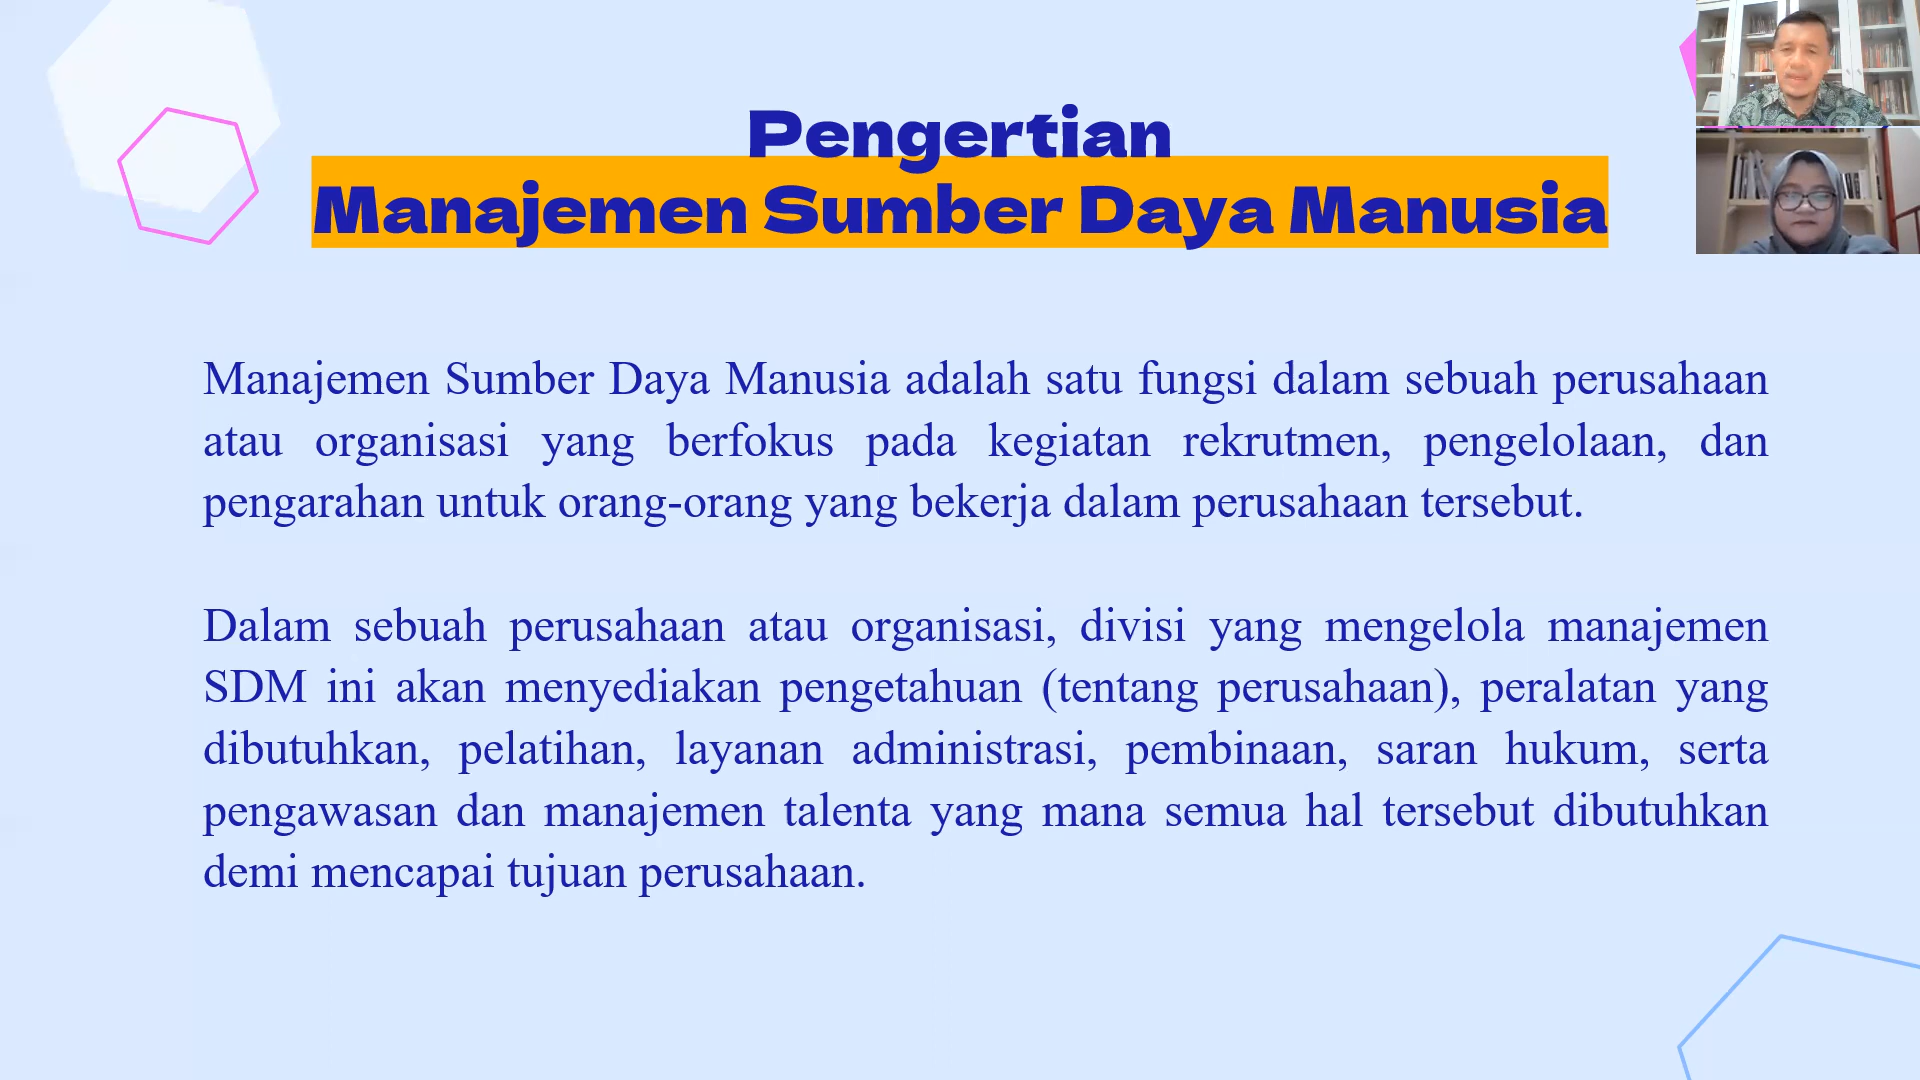 Pengertian
Manajemen Sumber Daya Manusia
Manajemen Sumber Daya Manusia adalah satu fungsi dalam sebuah perusahaan
atau organisasi yang berfokus pada kegiatan rekrutmen, pengelolaan, dan
pengarahan untuk orang-orang yang bekerja dalam perusahaan tersebut.
Dalam sebuah perusahaan atau organisasi, divisi yang mengelola manajemen
SDM ini akan menyediakan pengetahuan (tentang perusahaan), peralatan yang
dibutuhkan, pelatihan, layanan administrasi, pembinaan, saran hukum, serta
pengawasan dan manajemen talenta yang mana semua hal tersebut dibutuhkan
demi mencapai tujuan perusahaan.